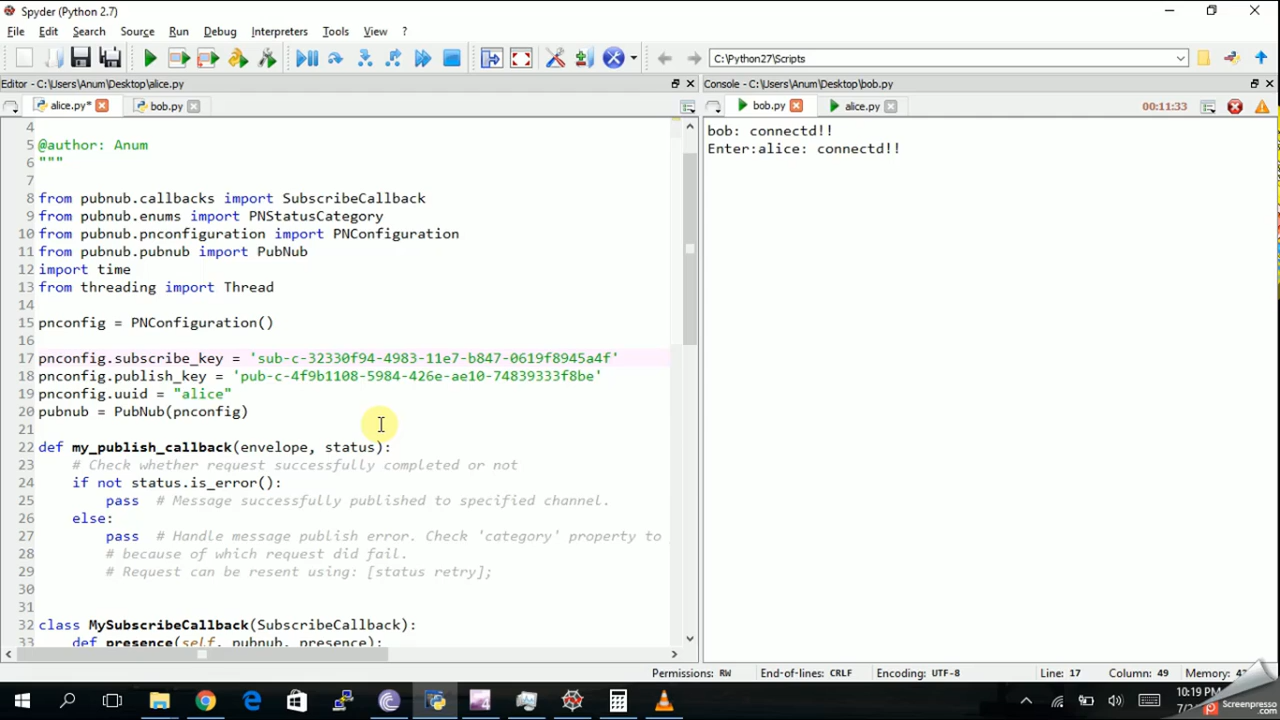 Spyder (Python 2.7)
File Edit Search Source Run Debug Interpreters Tools View ?
C:\Python27\Scripts
Editor - C:\Users\Anum\Desktop\alice.py
alice.py* bob.py
4
5 @author: Anum
6 """
7
8 from pubnub.callbacks import SubscribeCallback
9 from pubnub.enums import PNStatusCategory
10 from pubnub.pnconfiguration import PNConfiguration
11 from pubnub.pubnub import PubNub
12 import time
13 from threading import Thread
14
15 pnconfig = PNConfiguration()
16
17 pnconfig.subscribe_key = 'sub-c-32330f94-4983-11e7-b847-0619f8945a4f'
18 pnconfig.publish_key = 'pub-c-4f9b1108-5984-426e-ae10-74839333f8be'
19 pnconfig.uuid = "alice"
20 pubnub = PubNub(pnconfig)
21
22 def my_publish_callback(envelope, status):
23 # Check whether request successfully completed or not
24 if not status.is_error():
25 pass # Message successfully published to specified channel.
26 else:
27 pass # Handle message publish error. Check 'category' property to
28 # because of which request did fail.
29 # Request can be resent using: [status retry];
30
31
32 class MySubscribeCallback(SubscribeCallback):
33 def presence(self, pubnub, presence):
Console - C:\Users\Anum\Desktop\bob.py
bob.py alice.py 00:11:33
bob: connectd!!
Enter:alice: connectd!!
Permissions: RW End-of-lines: CRLF Encoding: UTF-8 Line: 17 Column: 49 Memory:
10:19 PM
Screenpresso
.com